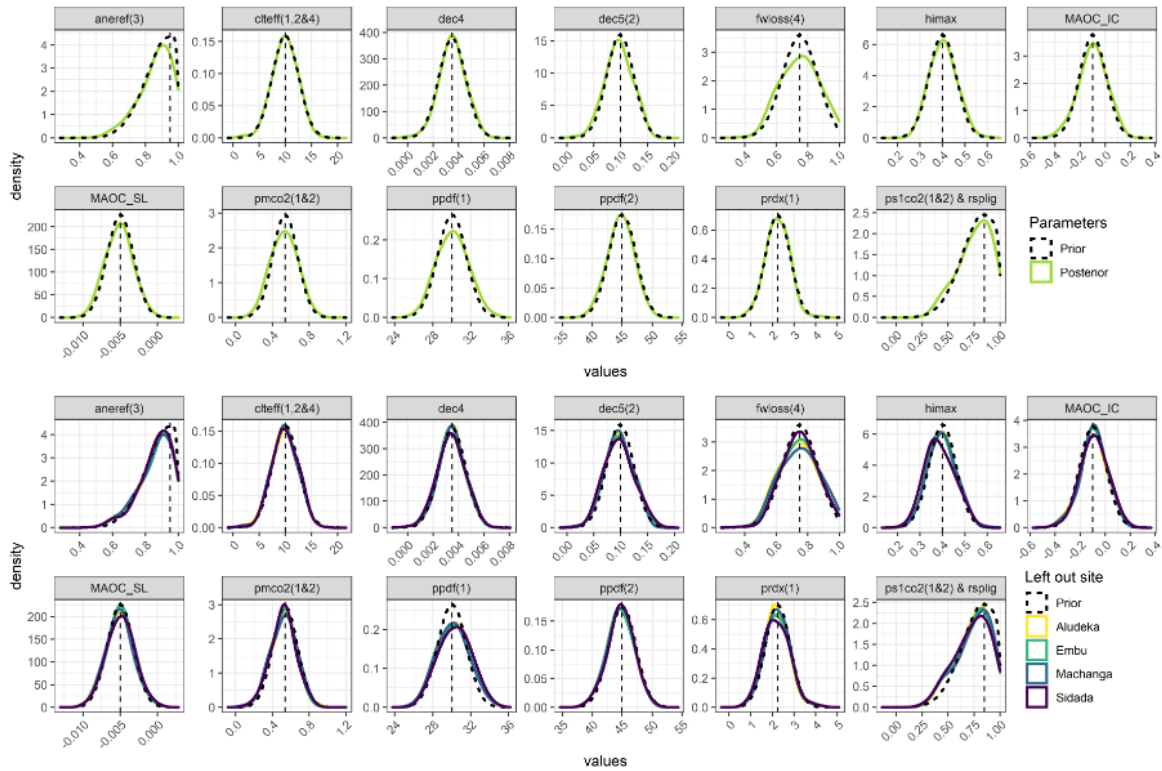 aneref(3) clteff(1,2&4) dec4 dec5(2) fwloss(4) himax MAOC_IC
4 3 2 1 0 0.15 0.10 0.05 0.00 400 300 200 100 0 15 10 5 0 3 2 1 0 6 4 2 0 3 2 1 0
0.4 0.6 0.8 1.0 0 5 10 15 20 0.000 0.002 0.004 0.006 0.008 0.00 0.05 0.10 0.15 0.20 0.4 0.6 0.8 1.0 0.2 0.3 0.4 0.5 0.6 -0.6 -0.4 -0.2 0.0 0.2 0.4
density
MAOC_SL pmco2(1&2) ppdf(1) ppdf(2) prdx(1) ps1co2(1&2) & rsplig
200 150 100 50 0 3 2 1 0 0.2 0.1 0.0 0.15 0.10 0.05 0.00 0.6 0.4 0.2 0.0 2.5 2.0 1.5 1.0 0.5 0.0
-0.010 -0.005 0.000 0.0 0.4 0.8 1.2 24 28 30 32 36 35 40 45 50 55 0 1 2 3 4 5 0.00 0.25 0.50 0.75 1.00
Parameters
Prior
Posterior
values
aneref(3) clteff(1,2&4) dec4 dec5(2) fwloss(4) himax MAOC_IC
4 3 2 1 0 0.15 0.10 0.05 0.00 400 300 200 100 0 15 10 5 0 3 2 1 0 6 4 2 0 4 3 2 1 0
0.4 0.6 0.8 1.0 0 5 10 15 20 0.000 0.002 0.004 0.006 0.008 0.00 0.05 0.10 0.15 0.20 0.4 0.6 0.8 1.0 0.2 0.3 0.4 0.5 0.6 -0.6 -0.4 -0.2 0.0 0.2 0.4
density
MAOC_SL pmco2(1&2) ppdf(1) ppdf(2) prdx(1) ps1co2(1&2) & rsplig
200 150 100 50 0 3 2 1 0 0.2 0.1 0.0 0.15 0.10 0.05 0.00 0.6 0.4 0.2 0.0 2.5 2.0 1.5 1.0 0.5 0.0
-0.010 -0.005 0.000 0.0 0.4 0.8 1.2 24 28 30 32 36 35 40 45 50 55 0 1 2 3 4 5 0.00 0.25 0.50 0.75 1.00
Left out site
Prior
Aludeka
Embu
Machanga
Sidada
values